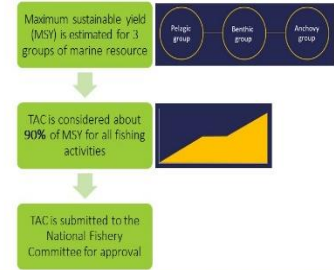 Maximum sustainable yield
(MSY) is estimated for 3
groups of marine resource
Pelagic
group
Benthic
group
Anchovy
group
TAC is considered about
90% of MSY for all fishing
activities
TAC is submitted to the
National Fishery
Committee for approval